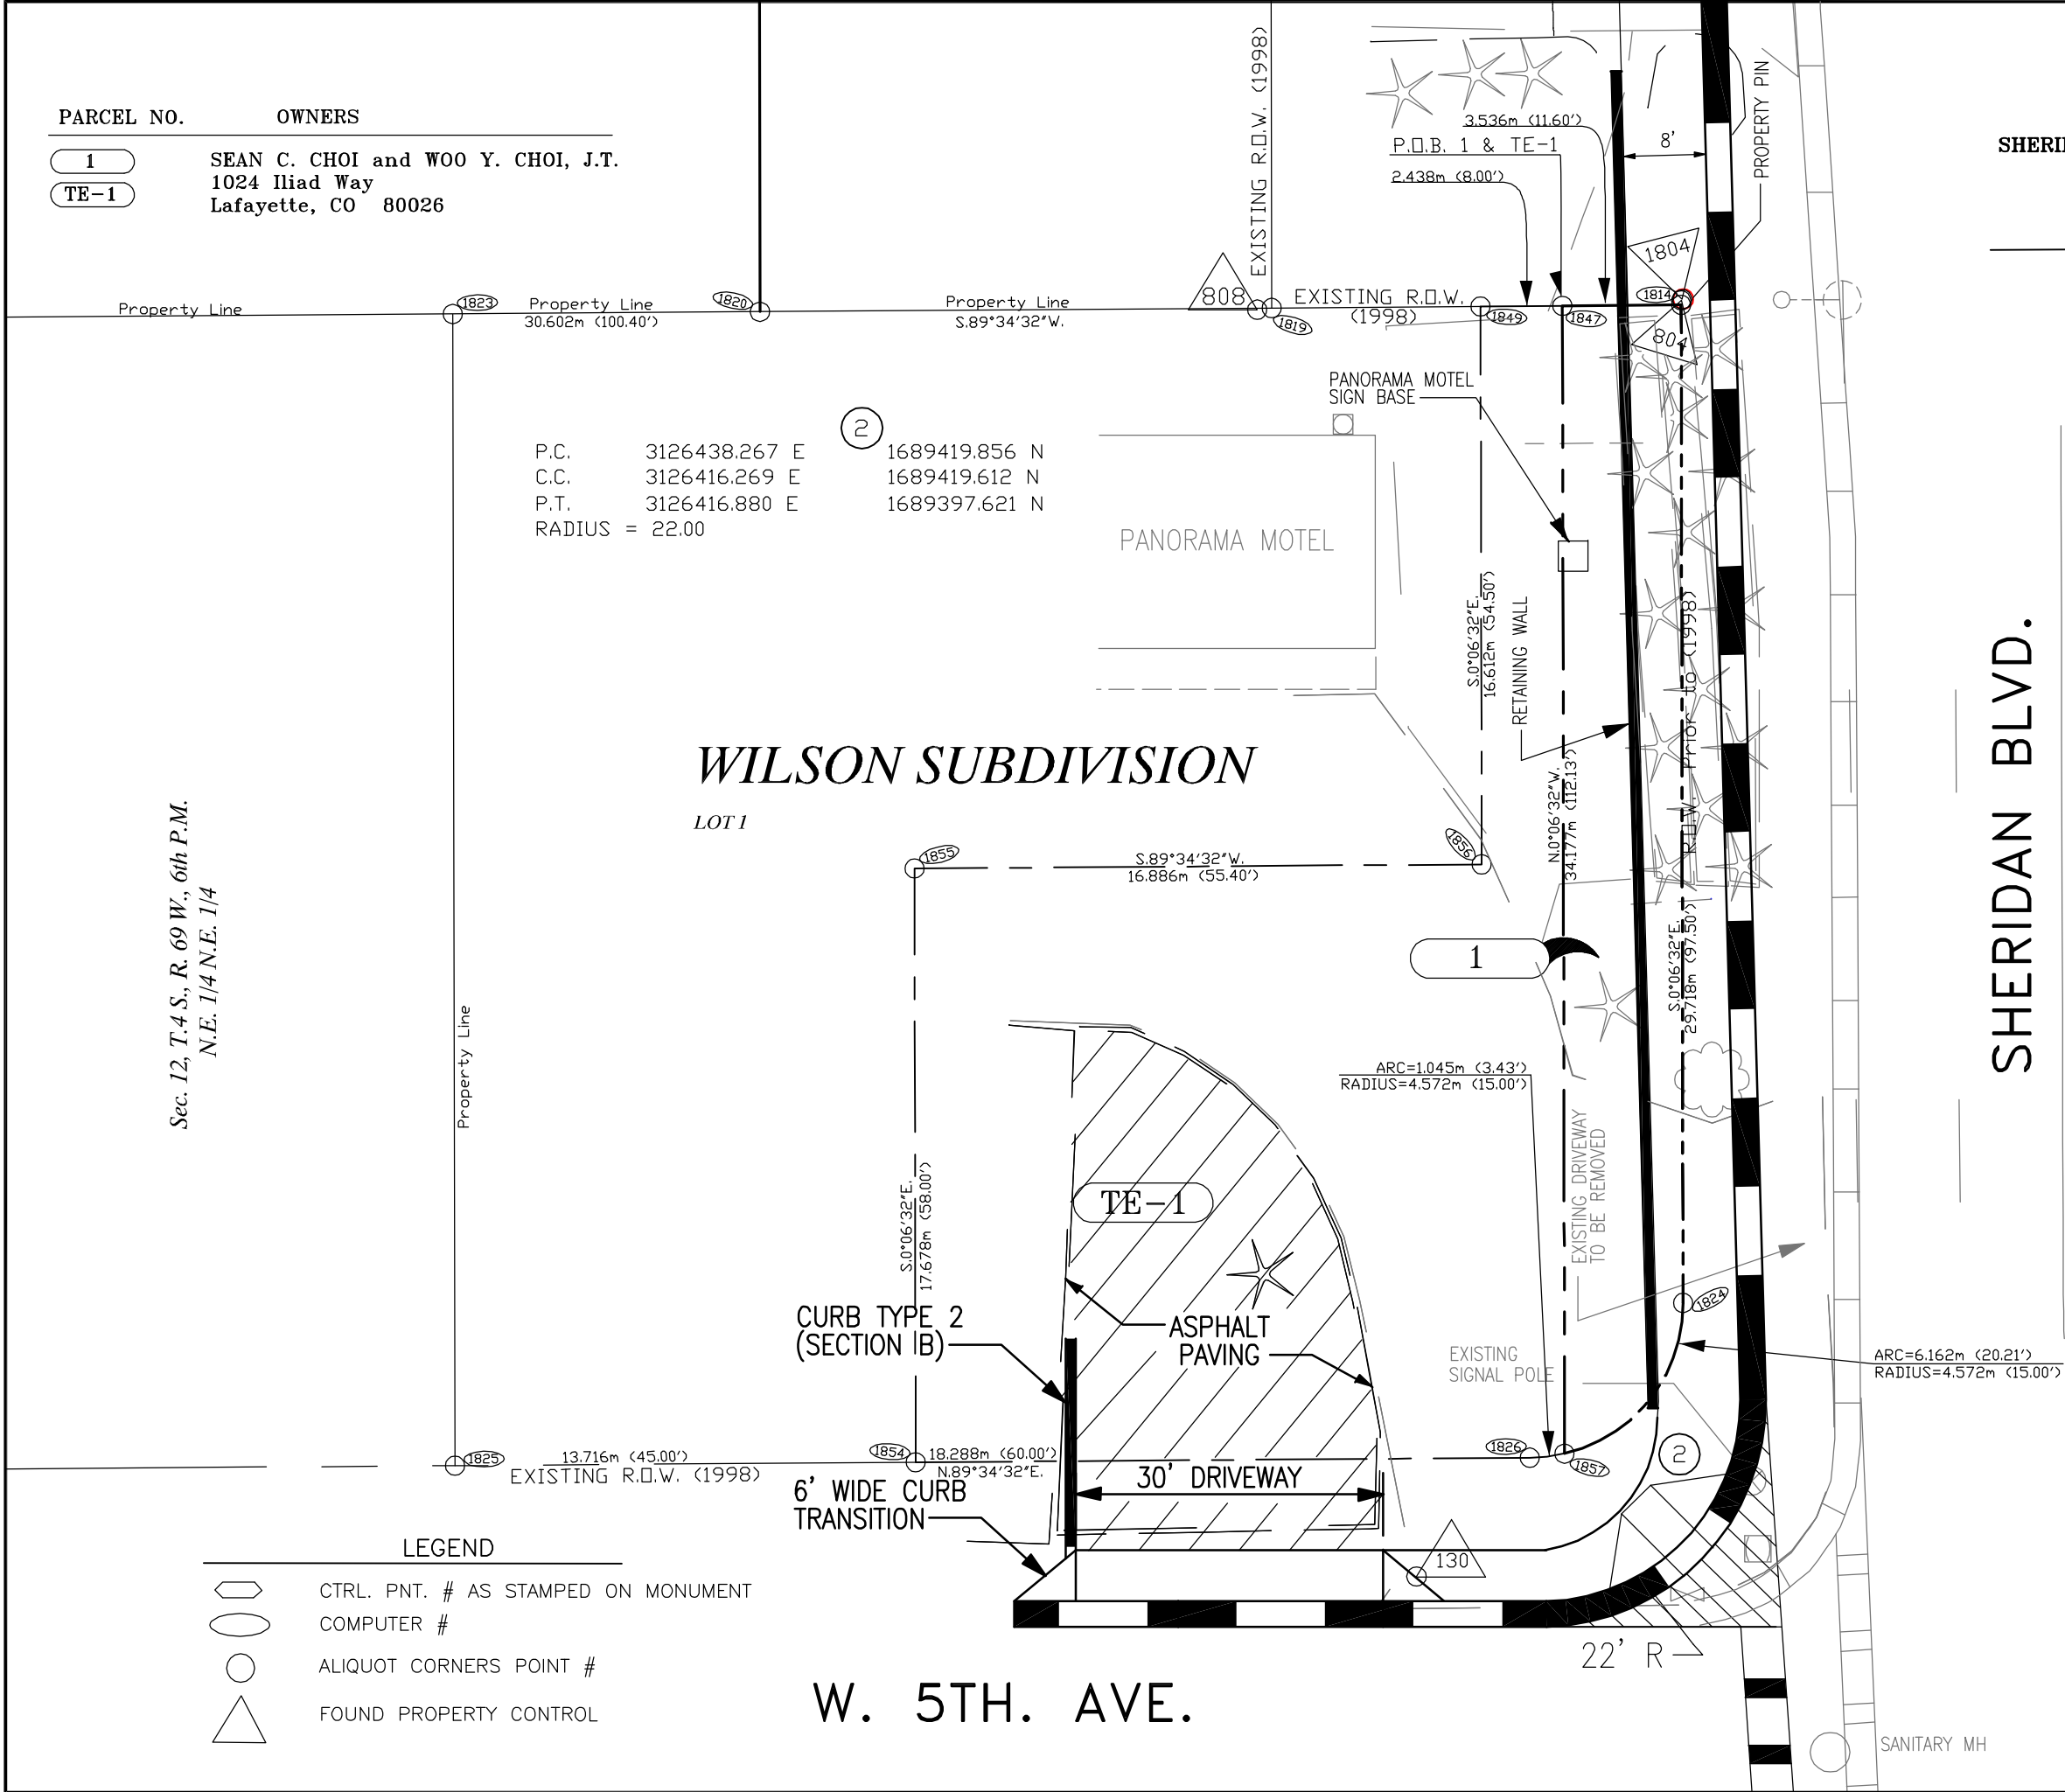 PARCEL NO. OWNERS
1 SEAN C. CHOI and WOO Y. CHOI, J.T.
1024 Iliad Way
TE-1
Lafayette, CO 80026
EXISTING R.O.W. (1998)
3.536m (11.60')
P.O.B. 1 & TE-1
2.438m (8.00')
8'
PROPERTY PIN
1804
1814
804
808
Property Line
1823
Property Line
30.602m (100.40')
1820
Property Line
S.89°34'32"W.
1819
EXISTING R.O.W.
(1998)
1849
1847
PANORAMA MOTEL
SIGN BASE
2
P.C. 3126438.267 E 1689419.856 N
C.C. 3126416.269 E 1689419.612 N
P.T. 3126416.880 E 1689397.621 N
RADIUS = 22.00
PANORAMA MOTEL
S.0°06'32"E.
16.612m (54.50')
RETAINING WALL
R.O.W. Prior to (1998)
N.0°06'32"W.
34.177m (112.13')
WILSON SUBDIVISION
LOT 1
Sec. 12, T.4 S., R. 69 W., 6th P.M.
N.E. 1/4 N.E. 1/4
SHERIDAN BLVD.
1855
S.89°34'32"W.
16.886m (55.40')
1856
1
S.0°06'32"E.
29.718m (97.50')
Property Line
ARC=1.045m (3.43')
RADIUS=4.572m (15.00')
EXISTING DRIVEWAY
TO BE REMOVED
S.0°06'32"E.
17.678m (58.00')
TE-1
1824
CURB TYPE 2
(SECTION B)
ASPHALT
PAVING
EXISTING
SIGNAL POLE
ARC=6.162m (20.21')
RADIUS=4.572m (15.00')
1825
13.716m (45.00')
EXISTING R.O.W. (1998)
1854
18.288m (60.00')
N.89°34'32"E.
1826
1857
2
30' DRIVEWAY
6' WIDE CURB
TRANSITION
130
22' R
LEGEND
CTRL. PNT. # AS STAMPED ON MONUMENT
COMPUTER #
ALIQUOT CORNERS POINT #
FOUND PROPERTY CONTROL
W. 5TH. AVE.
SANITARY MH